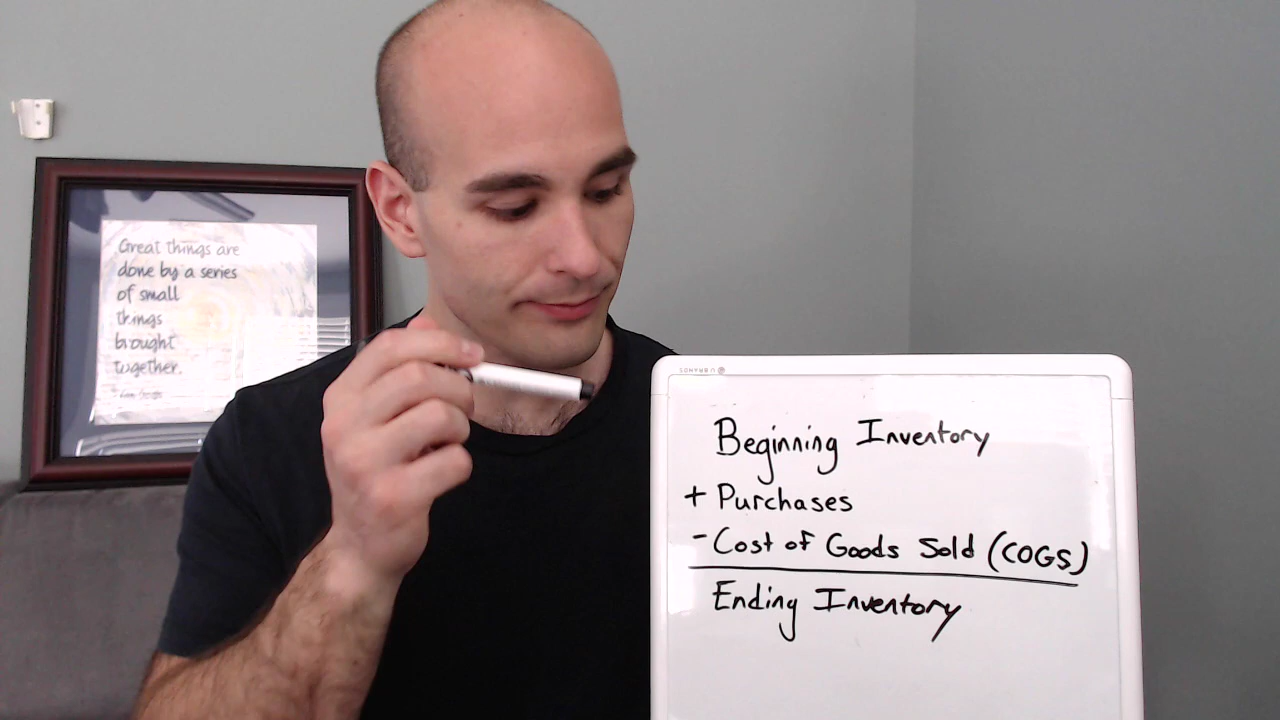 Great things are
done by a series
of small
things
brought
together.
Beginning Inventory
+ Purchases
- Cost of Goods Sold (COGS)
Ending Inventory